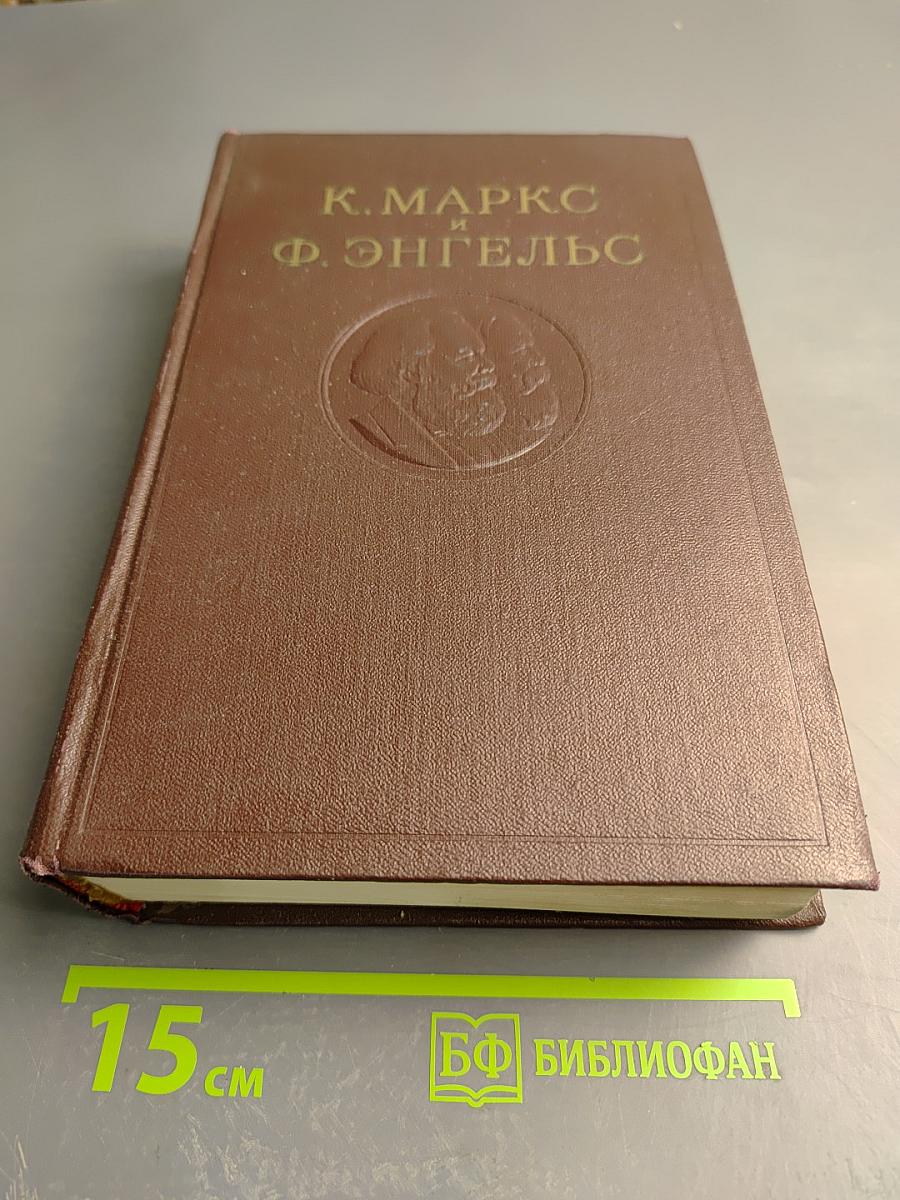 К. МАРКС
и
Ф. ЭНГЕЛЬС
15 см
БФ БИБЛИОФАН